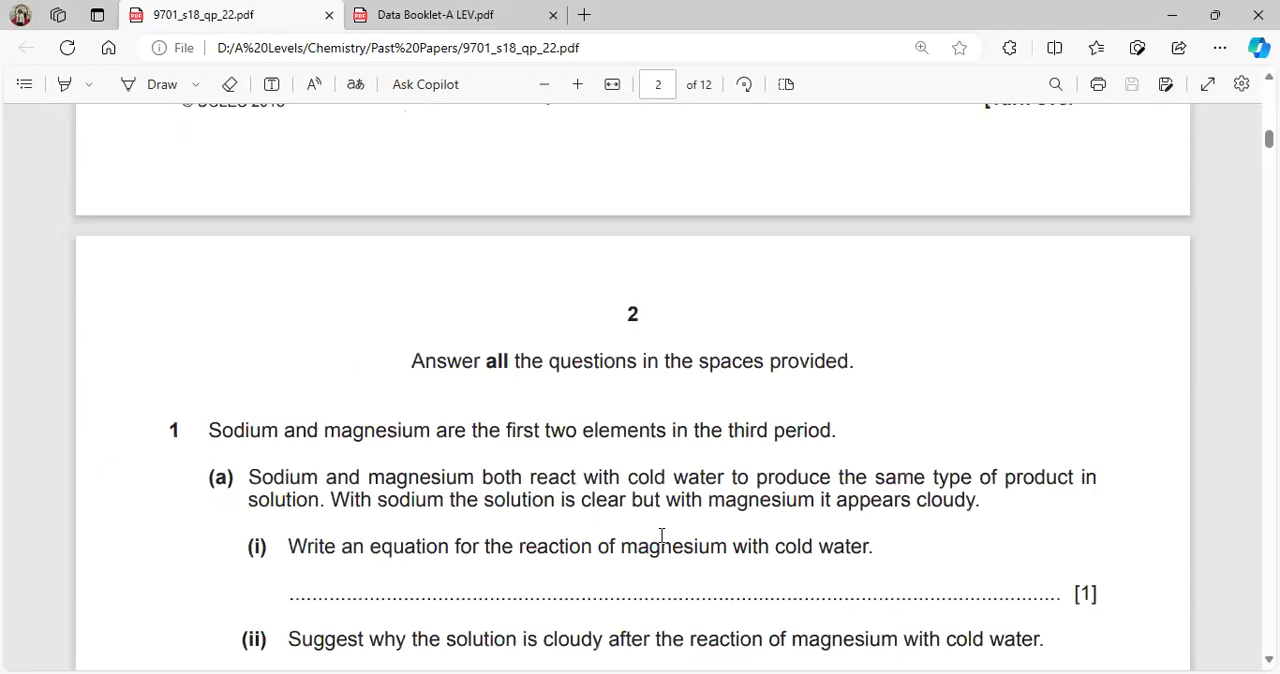 9701_s18_qp_22.pdf
Data Booklet-A LEV.pdf
File D:/A%20Levels/Chemistry/Past%20Papers/9701_s18_qp_22.pdf
Draw
aあ
Ask Copilot
2 of 12
2
Answer all the questions in the spaces provided.
1 Sodium and magnesium are the first two elements in the third period.
(a) Sodium and magnesium both react with cold water to produce the same type of product in
solution. With sodium the solution is clear but with magnesium it appears cloudy.
(i) Write an equation for the reaction of magnesium with cold water.
.................................................................................................................................... [1]
(ii) Suggest why the solution is cloudy after the reaction of magnesium with cold water.